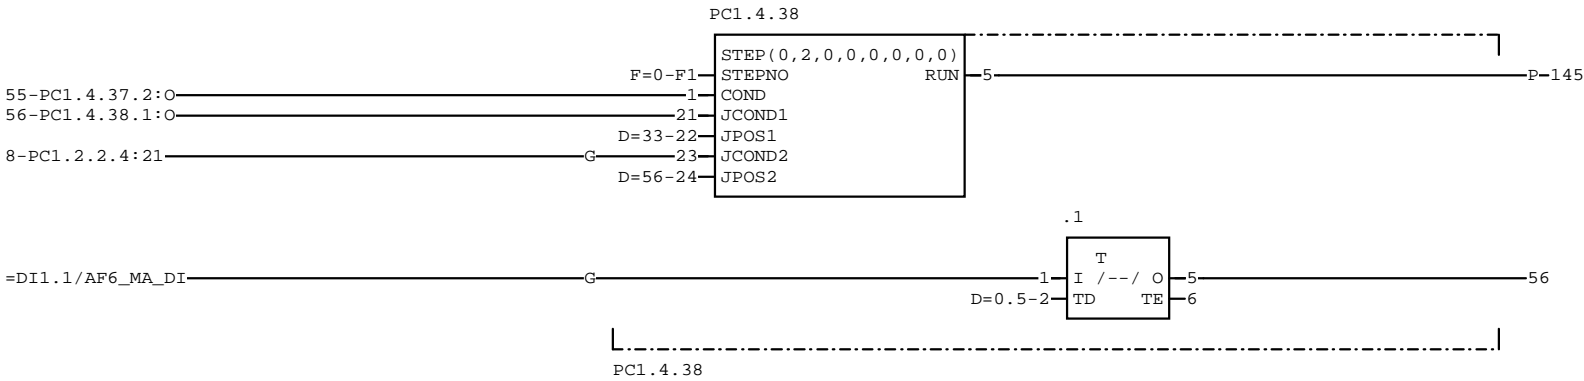 PC1.4.38
STEP(0,2,0,0,0,0,0,0)
F=0-F1 STEPNO RUN 5 P-145
55-PC1.4.37.2:O 1 COND
56-PC1.4.38.1:O 21 JCOND1
D=33-22 JPOS1
8-PC1.2.2.4:21 G 23 JCOND2
D=56-24 JPOS2
.1
T
=DI1.1/AF6_MA_DI G 1 I /--/ O 5 56
D=0.5-2 TD TE 6
PC1.4.38